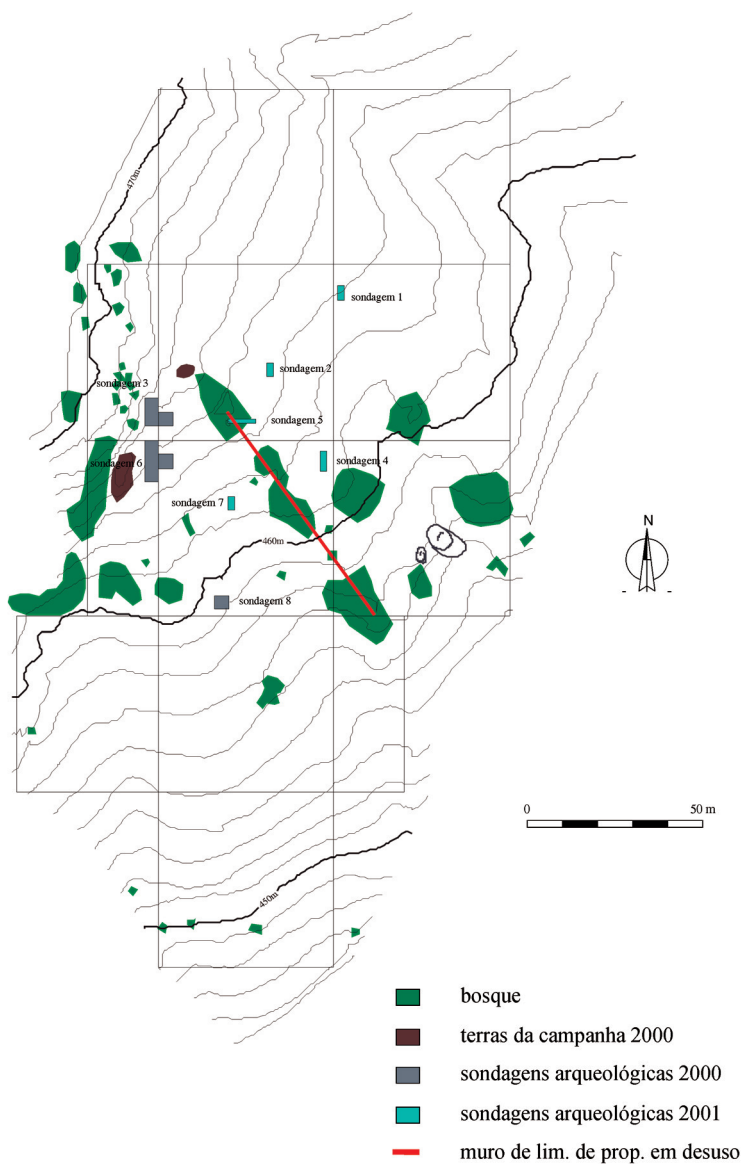 470m
sondagem 1
sondagem 2
sondagem 3
sondagem 5
sondagem 6
sondagem 4
sondagem 7
460m
N
sondagem 8
0 50 m
450m
bosque
terras da campanha 2000
sondagens arqueológicas 2000
sondagens arqueológicas 2001
muro de lim. de prop. em desuso